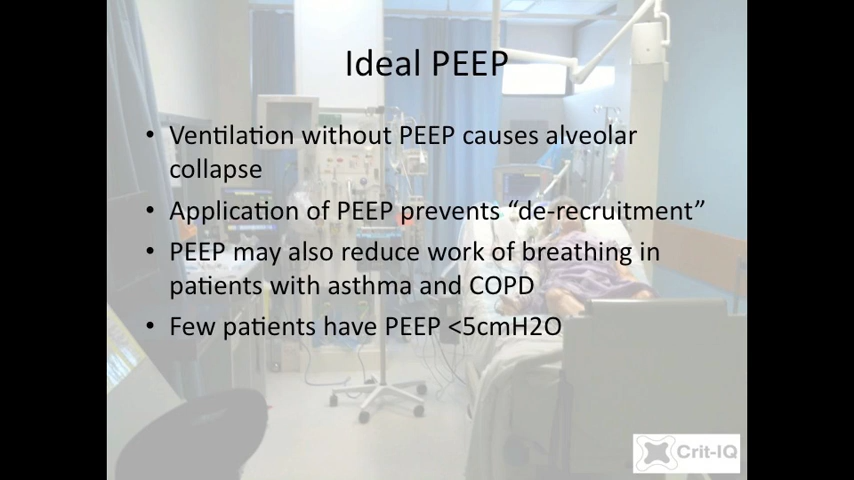 Ideal PEEP
• Ventilation without PEEP causes alveolar
collapse
• Application of PEEP prevents “de-recruitment”
• PEEP may also reduce work of breathing in
patients with asthma and COPD
• Few patients have PEEP <5cmH2O
Crit-IQ